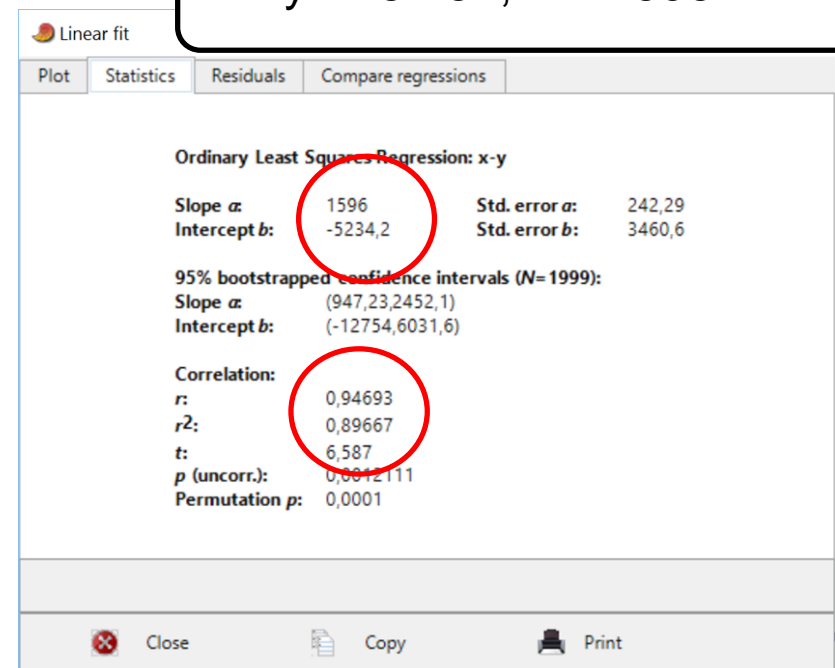 Linear fit
Plot Statistics Residuals Compare regressions
Ordinary Least Squares Regression: x-y
Slope a: 1596 Std. error a: 242,29
Intercept b: -5234,2 Std. error b: 3460,6
95% bootstrapped confidence intervals (N=1999):
Slope a: (947,23,2452,1)
Intercept b: (-12754,6031,6)
Correlation:
r: 0,94693
r2: 0,89667
t: 6,587
p (uncorr.): 0,0012111
Permutation p: 0,0001
Close Copy Print